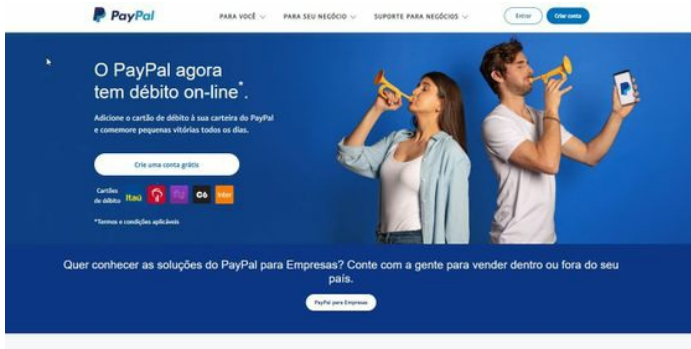 PayPal
PARA VOCÊ
PARA SEU NEGÓCIO
SUPORTE PARA NEGÓCIOS
Entrar
Criar conta
O PayPal agora
tem débito on-line*.
Adicione o cartão de débito à sua carteira do PayPal
e comemore pequenas vitórias todos os dias.
Crie uma conta grátis
Cartões
de débito
Itaú
nu
C6
inter
*Termos e condições aplicáveis
Quer conhecer as soluções do PayPal para Empresas? Conte com a gente para vender dentro ou fora do seu
país.
PayPal para Empresas